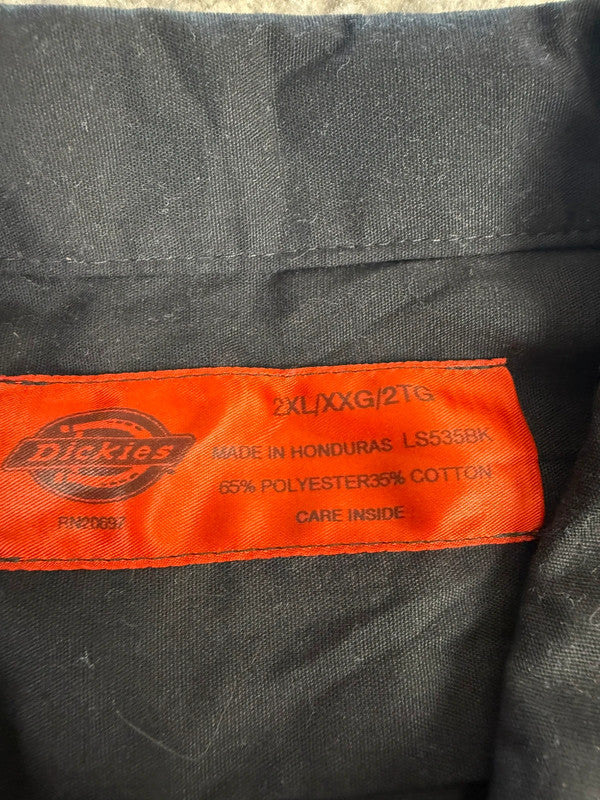 2XL/XXG/2TG
Dickies
MADE IN HONDURAS LS535BK
65% POLYESTER35% COTTON
RN20697
CARE INSIDE